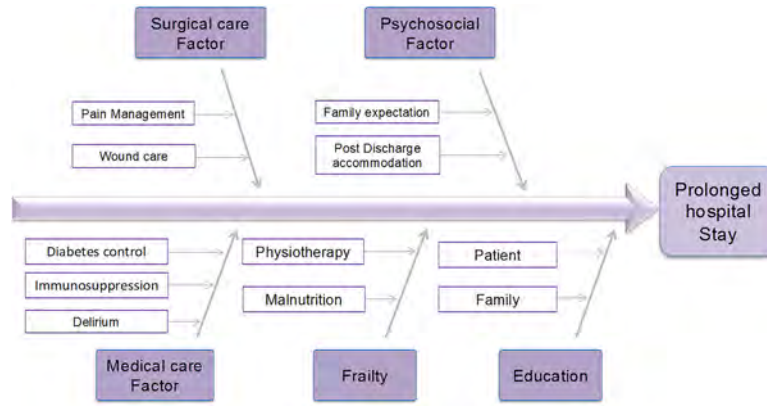 Surgical care
Factor
Psychosocial
Factor
Pain Management
Family expectation
Wound care
Post Discharge
accommodation
Prolonged
hospital
Stay
Diabetes control
Physiotherapy
Patient
Immunosuppression
Malnutrition
Family
Delirium
Medical care
Factor
Frailty
Education